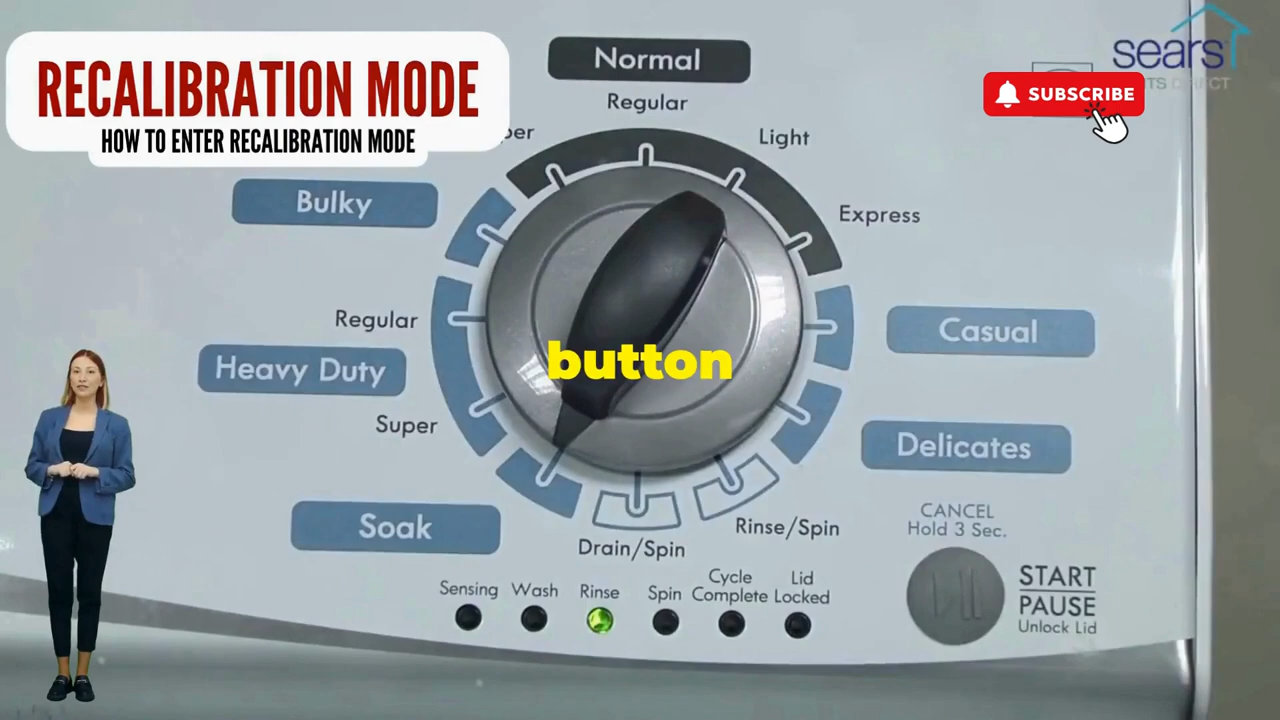 RECALIBRATION MODE
HOW TO ENTER RECALIBRATION MODE
sears
SUBSCRIBE
Normal
Regular
Light
Express
Bulky
Regular
Heavy Duty
Super
Casual
Delicates
button
Soak
Drain/Spin
Rinse/Spin
CANCEL
Hold 3 Sec.
START
PAUSE
Unlock Lid
Sensing
Wash
Rinse
Spin
Cycle
Complete
Lid
Locked